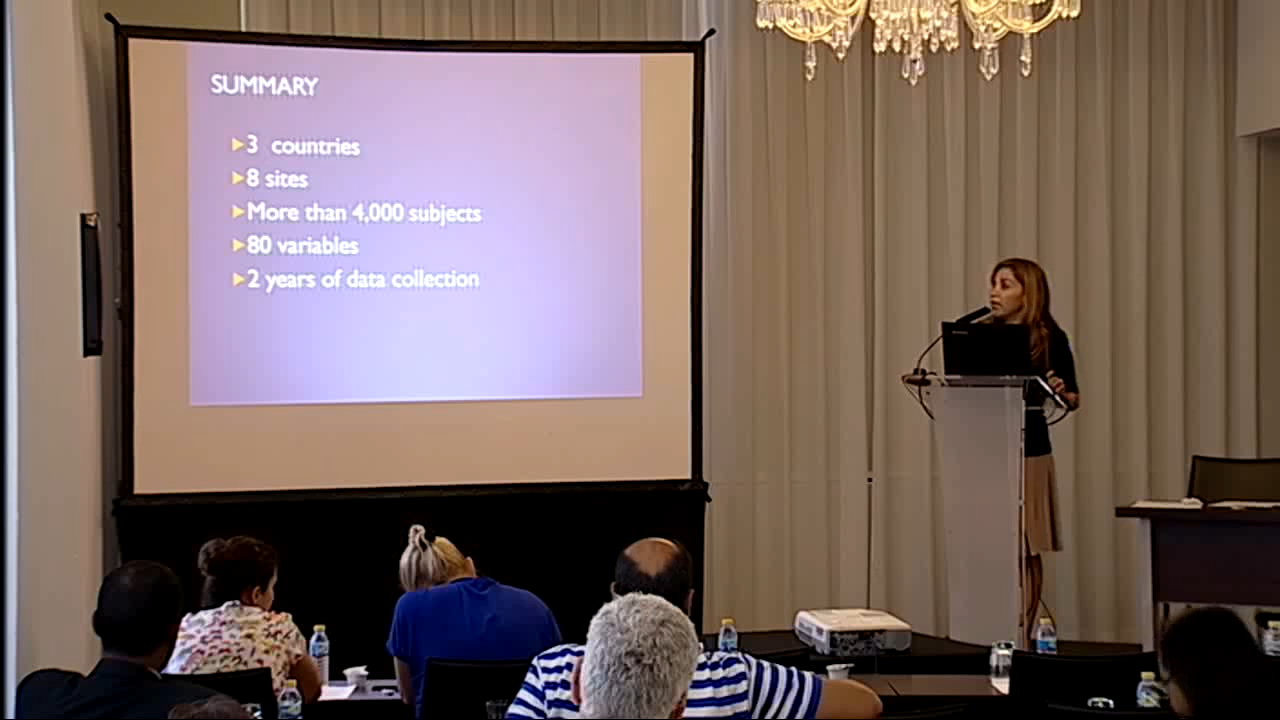 SUMMARY
3 countries
8 sites
More than 4,000 subjects
80 variables
2 years of data collection